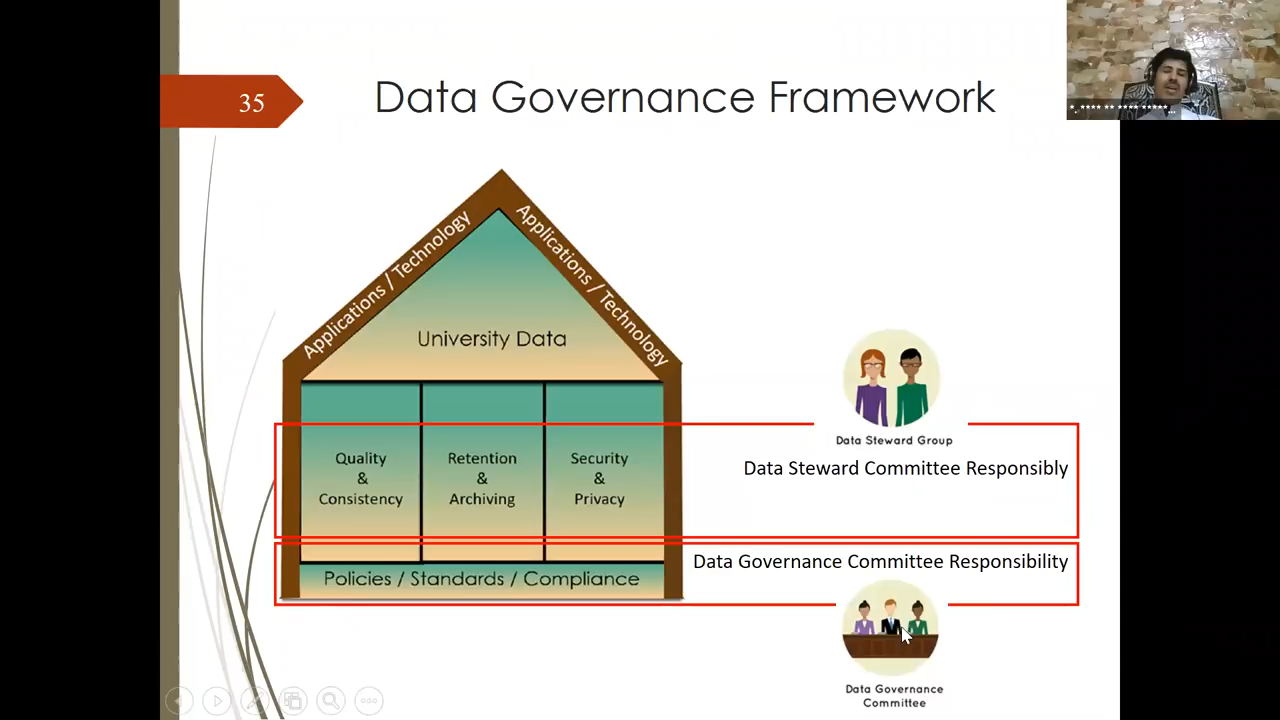 35
Data Governance Framework
Applications / Technology
Applications / Technology
University Data
Quality
&
Consistency
Retention
&
Archiving
Security
&
Privacy
Policies / Standards / Compliance
Data Steward Group
Data Steward Committee Responsibly
Data Governance Committee Responsibility
Data Governance
Committee